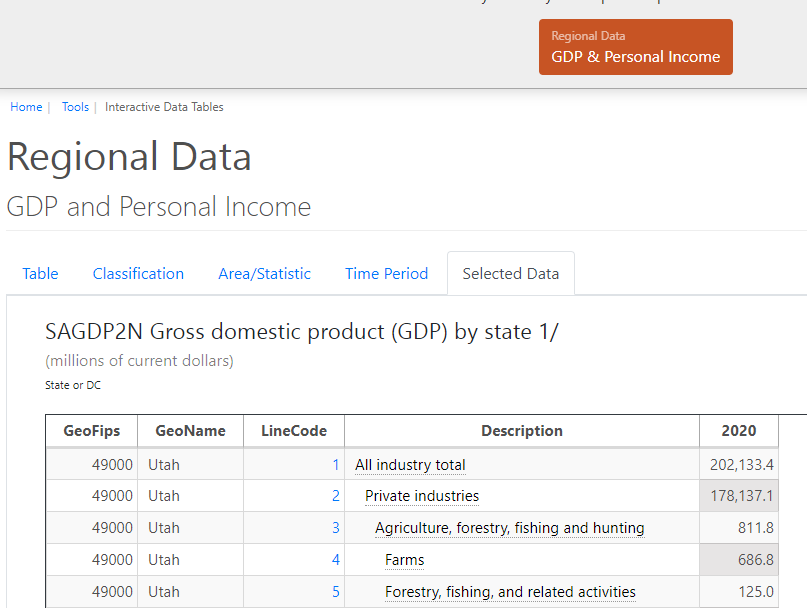 Regional Data
GDP & Personal Income
Home | Tools | Interactive Data Tables
Regional Data
GDP and Personal Income
Table Classification Area/Statistic Time Period Selected Data
SAGDP2N Gross domestic product (GDP) by state 1/
(millions of current dollars)
State or DC
GeoFips GeoName LineCode Description 2020
49000 Utah 1 All industry total 202,133.4
49000 Utah 2 Private industries 178,137.1
49000 Utah 3 Agriculture, forestry, fishing and hunting 811.8
49000 Utah 4 Farms 686.8
49000 Utah 5 Forestry, fishing, and related activities 125.0